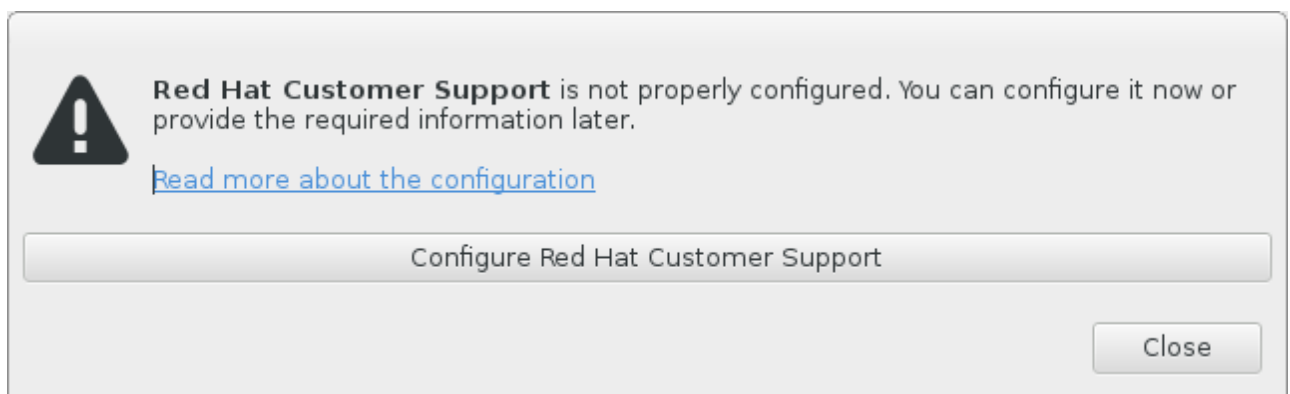 Red Hat Customer Support is not properly configured. You can configure it now or
provide the required information later.
Read more about the configuration
Configure Red Hat Customer Support
Close